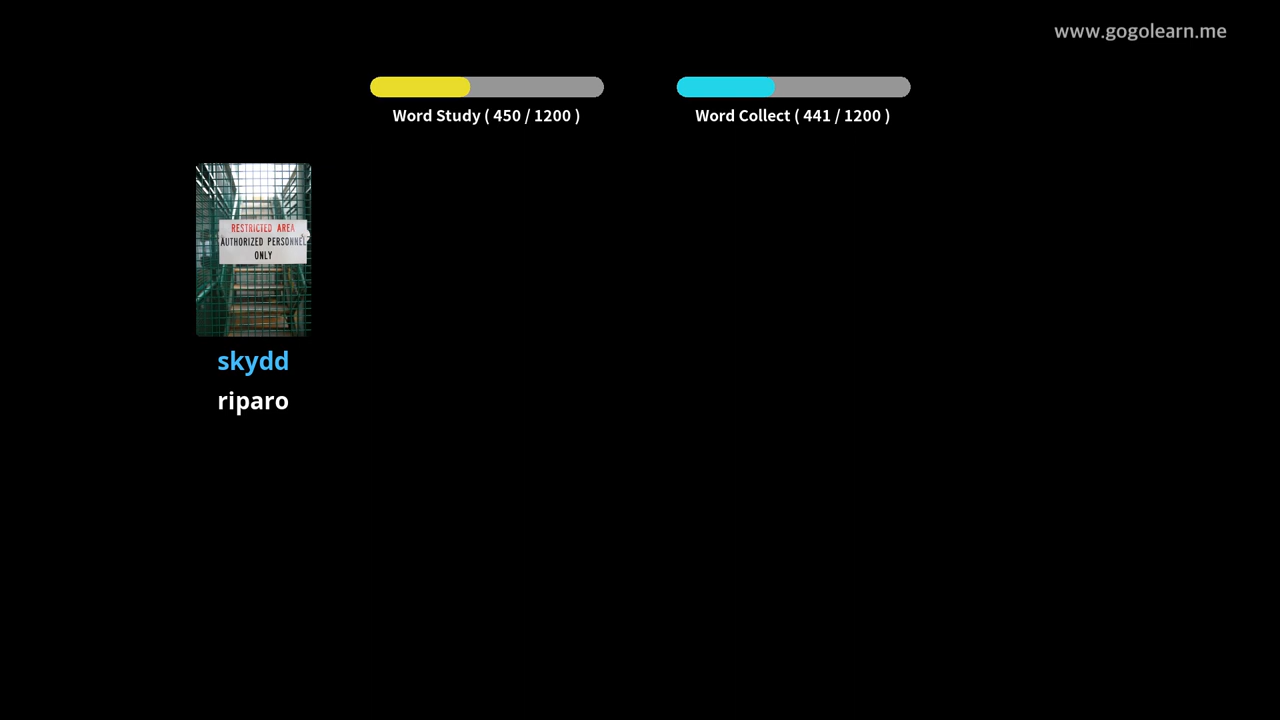 www.gogolearn.me
Word Study ( 450 / 1200 )
Word Collect ( 441 / 1200 )
RESTRICTED AREA
AUTHORIZED PERSONNEL
ONLY
skydd
riparo